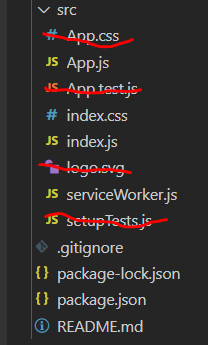 src
App.css
App.js
App.test.js
index.css
index.js
logo.svg
serviceWorker.js
setupTests.js
.gitignore
package-lock.json
package.json
README.md